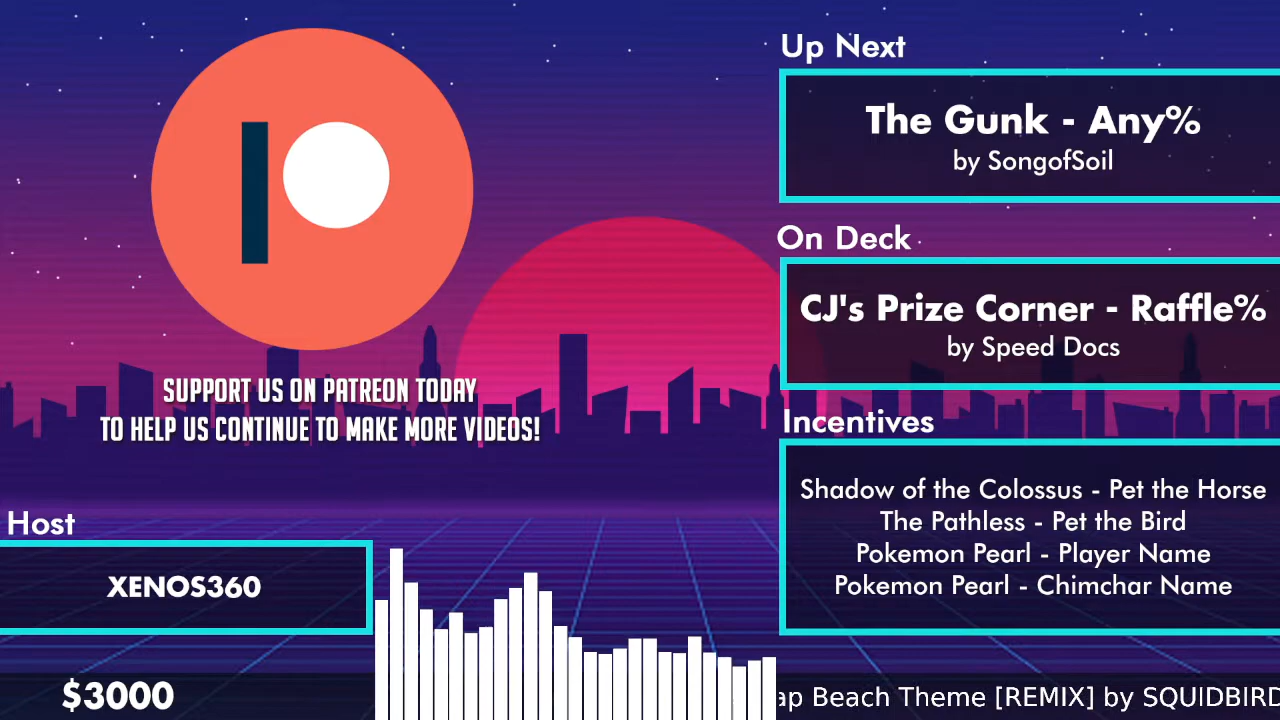 Up Next
The Gunk - Any%
by SongofSoil
On Deck
CJ's Prize Corner - Raffle%
by Speed Docs
SUPPORT US ON PATREON TODAY
TO HELP US CONTINUE TO MAKE MORE VIDEOS!
Incentives
Shadow of the Colossus - Pet the Horse
The Pathless - Pet the Bird
Pokemon Pearl - Player Name
Pokemon Pearl - Chimchar Name
Host
XENOS360
$3000
ap Beach Theme [REMIX] by SQUIDBIRD